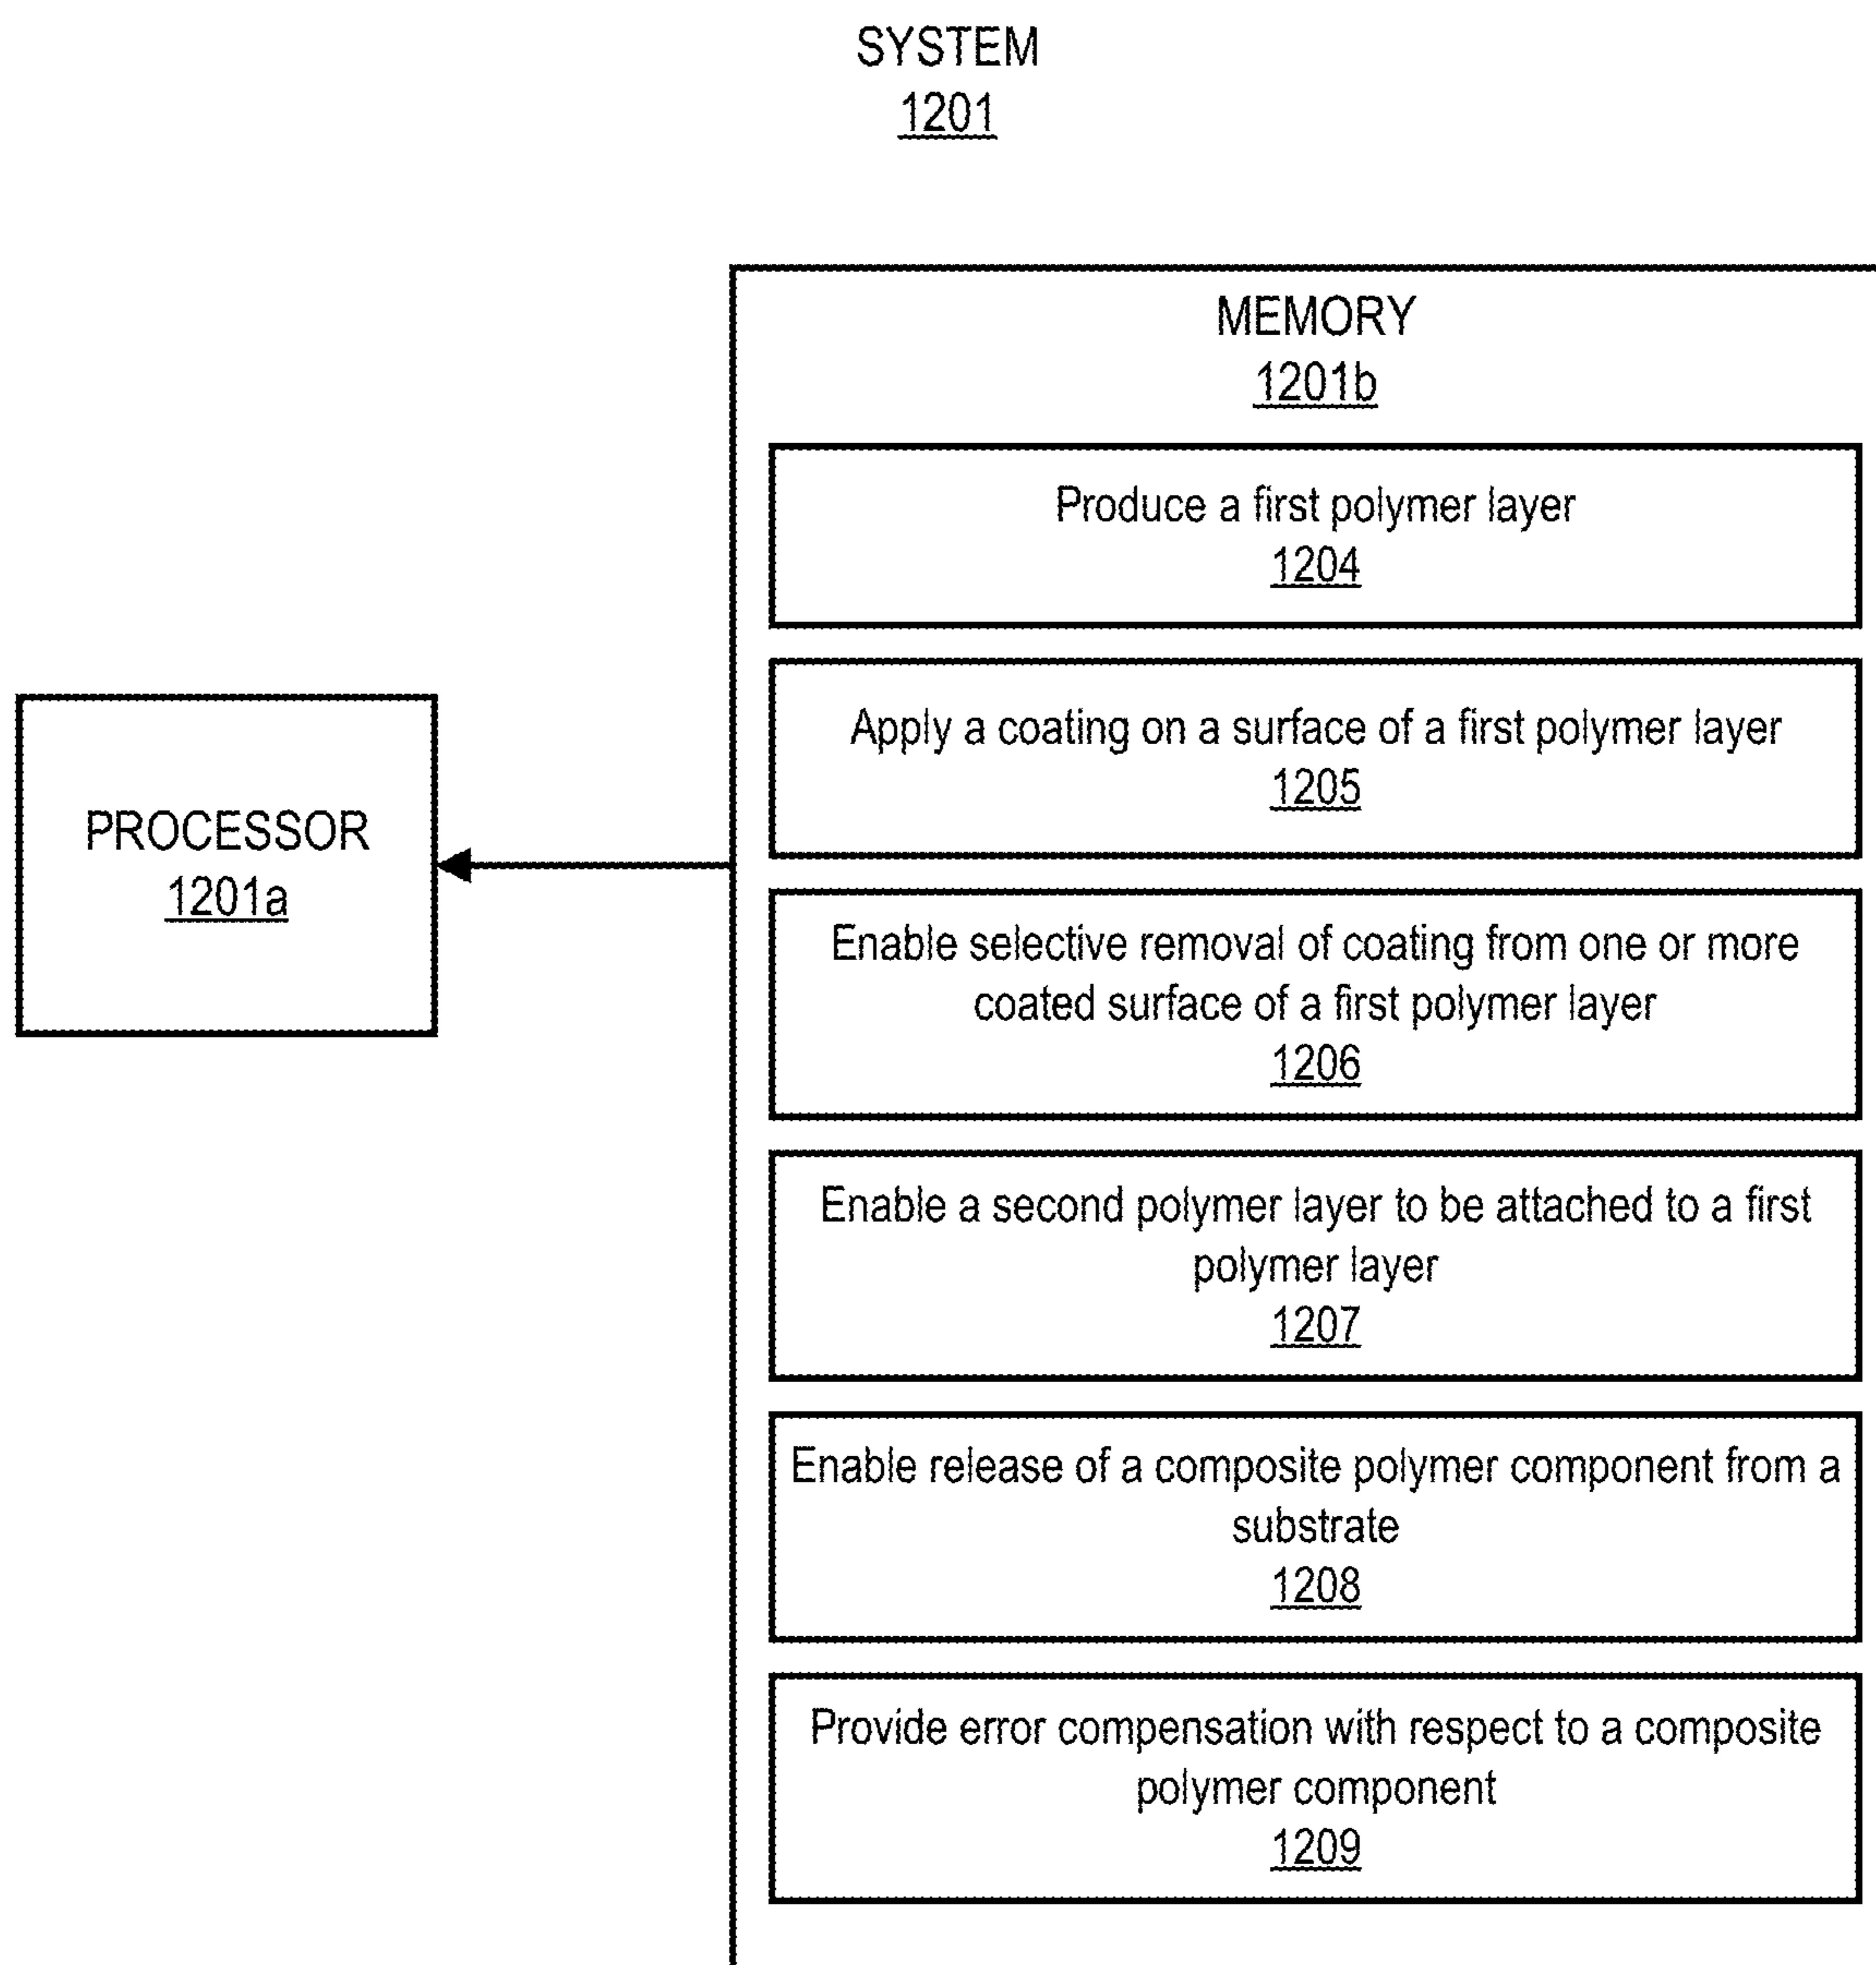 SYSTEM
1201
MEMORY
1201b
Produce a first polymer layer
1204
Apply a coating on a surface of a first polymer layer
1205
PROCESSOR
1201a
Enable selective removal of coating from one or more
coated surface of a first polymer layer
1206
Enable a second polymer layer to be attached to a first
polymer layer
1207
Enable release of a composite polymer component from a
substrate
1208
Provide error compensation with respect to a composite
polymer component
1209